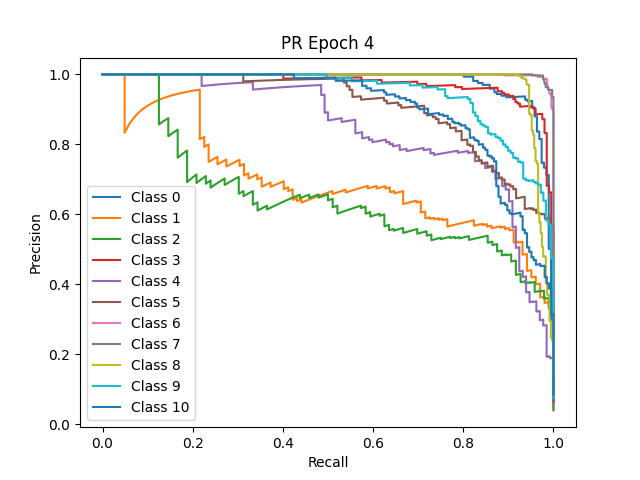 PR Epoch 4
Precision
1.0
0.8
0.6
0.4
0.2
0.0
Class 0
Class 1
Class 2
Class 3
Class 4
Class 5
Class 6
Class 7
Class 8
Class 9
Class 10
0.0 0.2 0.4 0.6 0.8 1.0
Recall